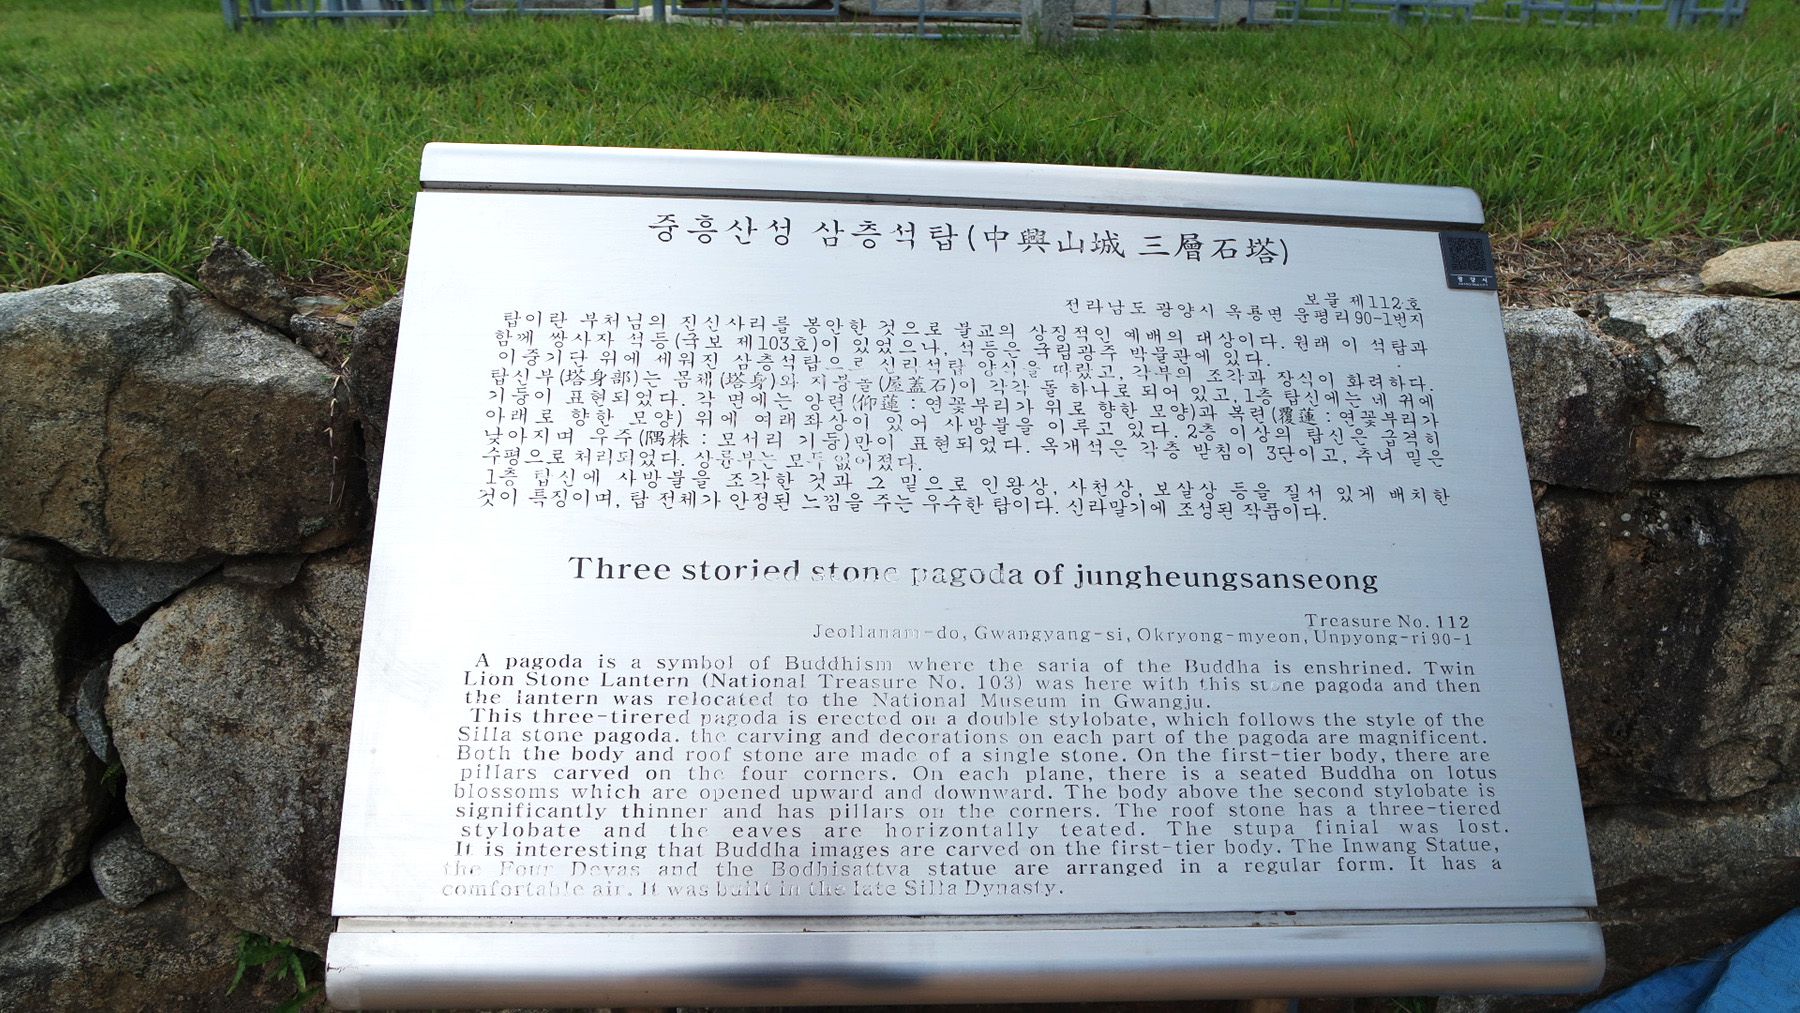 중흥산성 삼층석탑(中興山城 三層石塔)
보물 제112호
전라남도 광양시 옥룡면 운평리 90-1번지
탑이란 부처님의 진신사리를 봉안한 것으로 불교의 상징적인 예배의 대상이다. 원래 이 석탑과
함께 쌍사자 석등(국보 제103호)이 있었으나, 석등은 국립광주 박물관에 있다.
이중기단 위에 세워진 삼층석탑으로 신라석탑 양식을 따랐고, 각부의 조각과 장식이 화려하다.
탑신부(塔身部)는 몸체(塔身)와 지붕돌(屋蓋石)이 각각 돌 하나로 되어 있고, 1층 탑신에는 네 귀에
기둥이 표현되었다. 각 면에는 앙련(仰蓮 : 연꽃부리가 위로 향한 모양)과 복련(覆蓮 : 연꽃부리가
아래로 향한 모양) 위에 여래좌상이 있어 사방불을 이루고 있다. 2층 이상의 탑신은 급격히
낮아지며 우주(隅株 : 모서리 기둥)만이 표현되었다. 옥개석은 각층 받침이 3단이고, 추녀 밑은
수평으로 처리되었다. 상륜부는 모두 없어졌다.
1층 탑신에 사방불을 조각한 것과 그 밑으로 인왕상, 사천상, 보살상 등을 질서 있게 배치한
것이 특징이며, 탑 전체가 안정된 느낌을 주는 우수한 탑이다. 신라말기에 조성된 작품이다.
Three storied stone pagoda of jungheungsanseong
Treasure No. 112
Jeollanam-do, Gwangyang-si, Okryong-myeon, Unpyong-ri 90-1
A pagoda is a symbol of Buddhism where the saria of the Buddha is enshrined. Twin
Lion Stone Lantern (National Treasure No. 103) was here with this stone pagoda and then
the lantern was relocated to the National Museum in Gwangju.
This three-tirered pagoda is erected on a double stylobate, which follows the style of the
Silla stone pagoda. the carving and decorations on each part of the pagoda are magnificent.
Both the body and roof stone are made of a single stone. On the first-tier body, there are
pillars carved on the four corners. On each plane, there is a seated Buddha on lotus
blossoms which are opened upward and downward. The body above the second stylobate is
significantly thinner and has pillars on the corners. The roof stone has a three-tiered
stylobate and the eaves are horizontally teated. The stupa finial was lost.
It is interesting that Buddha images are carved on the first-tier body. The Inwang Statue,
the Four Devas and the Bodhisattva statue are arranged in a regular form. It has a
comfortable air. It was built in the late Silla Dynasty.